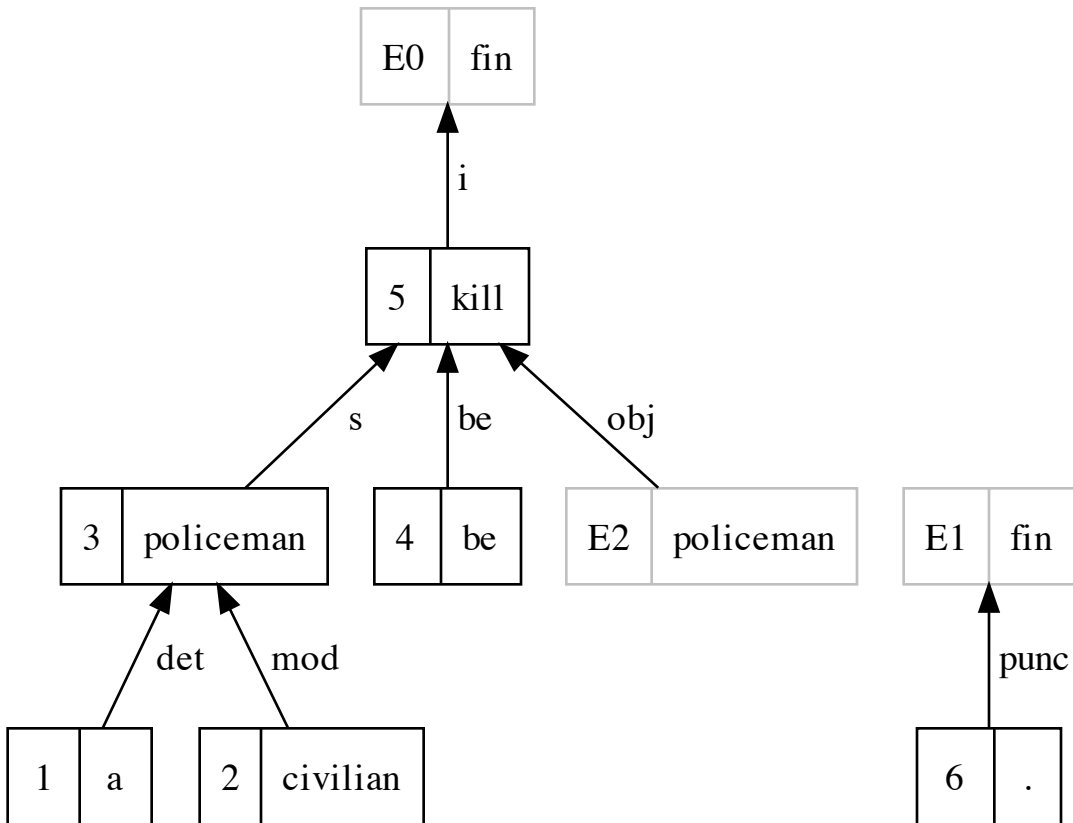 E0 fin
i
5 kill
s be obj
3 policeman 4 be E2 policeman E1 fin
det mod punc
1 a 2 civilian 6 .